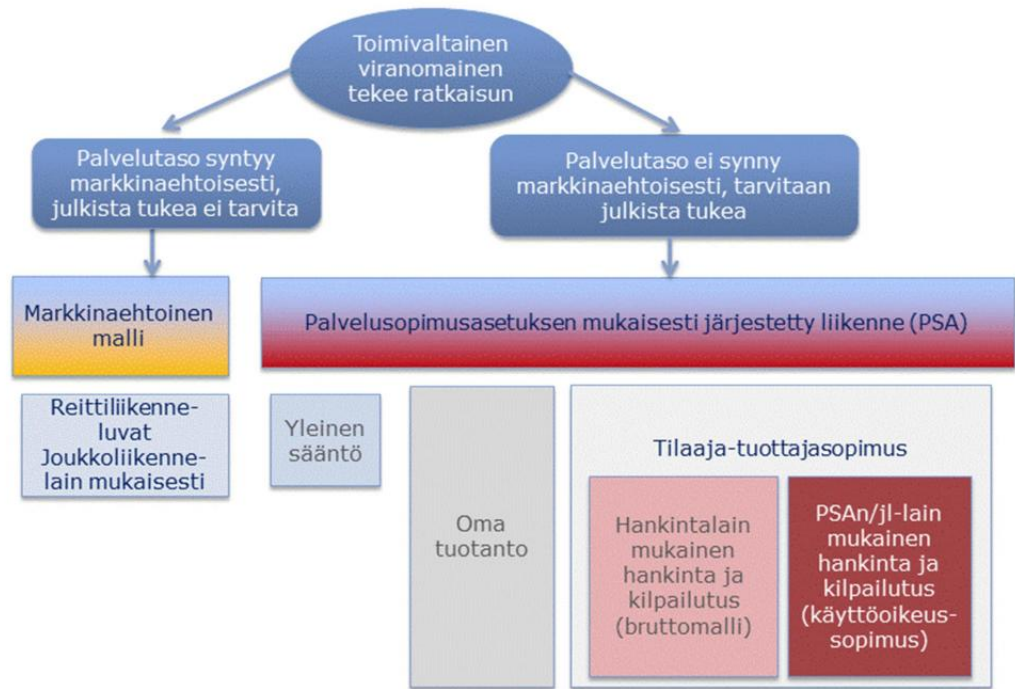 Toimivaltainen
viranomainen
tekee ratkaisun
Palvelutaso syntyy
markkinaehtoisesti,
julkista tukea ei tarvita
Palvelutaso ei synny
markkinaehtoisesti, tarvitaan
julkista tukea
Markkinaehtoinen
malli
Palvelusopimusasetuksen mukaisesti järjestetty liikenne (PSA)
Reittiliikenne-
luvat
Joukkoliikenne-
lain mukaisesti
Yleinen
sääntö
Oma
tuotanto
Tilaaja-tuottajasopimus
Hankintalain
mukainen
hankinta ja
kilpailutus
(bruttomalli)
PSAn/jl-lain
mukainen
hankinta ja
kilpailutus
(käyttöoikeus-
sopimus)